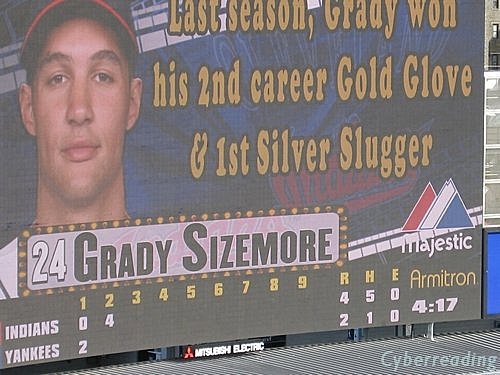 Last season, Grady won
his 2nd career Gold Glove
& 1st Silver Slugger
majestic
24 GRADY SIZEMORE
1 2 3 4 5 6 7 8 9 R H E Armitron
INDIANS 0 4 4 5 0 4:17
YANKEES 2 2 1 0
MITSUBISHI ELECTRIC
Cyberreading